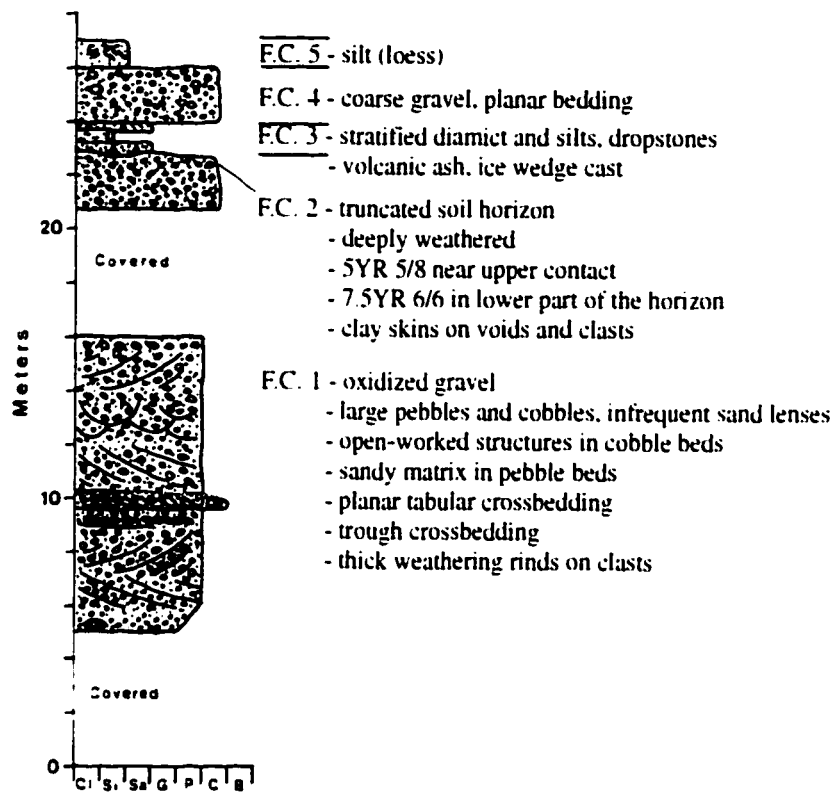 F.C. 5 - silt (loess)
F.C. 4 - coarse gravel, planar bedding
F.C. 3 - stratified diamict and silts, dropstones
- volcanic ash, ice wedge cast
F.C. 2 - truncated soil horizon
- deeply weathered
- 5YR 5/8 near upper contact
- 7.5YR 6/6 in lower part of the horizon
- clay skins on voids and clasts
F.C. 1 - oxidized gravel
- large pebbles and cobbles, infrequent sand lenses
- open-worked structures in cobble beds
- sandy matrix in pebble beds
- planar tabular crossbedding
- trough crossbedding
- thick weathering rinds on clasts
20
Covered
Meters
10
Covered
0
Cl Si Sa G P C B